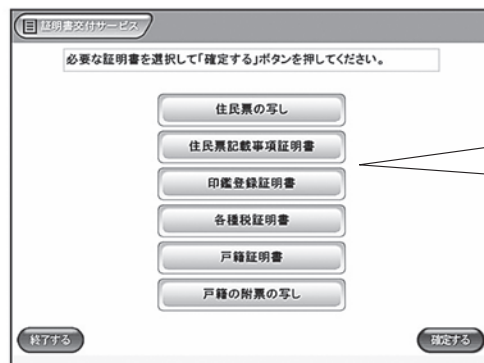 証明書交付サービス
必要な証明書を選択して「確定する」ボタンを押してください。
住民票の写し
住民票記載事項証明書
印鑑登録証明書
各種税証明書
戸籍証明書
戸籍の附票の写し
終了する
確定する